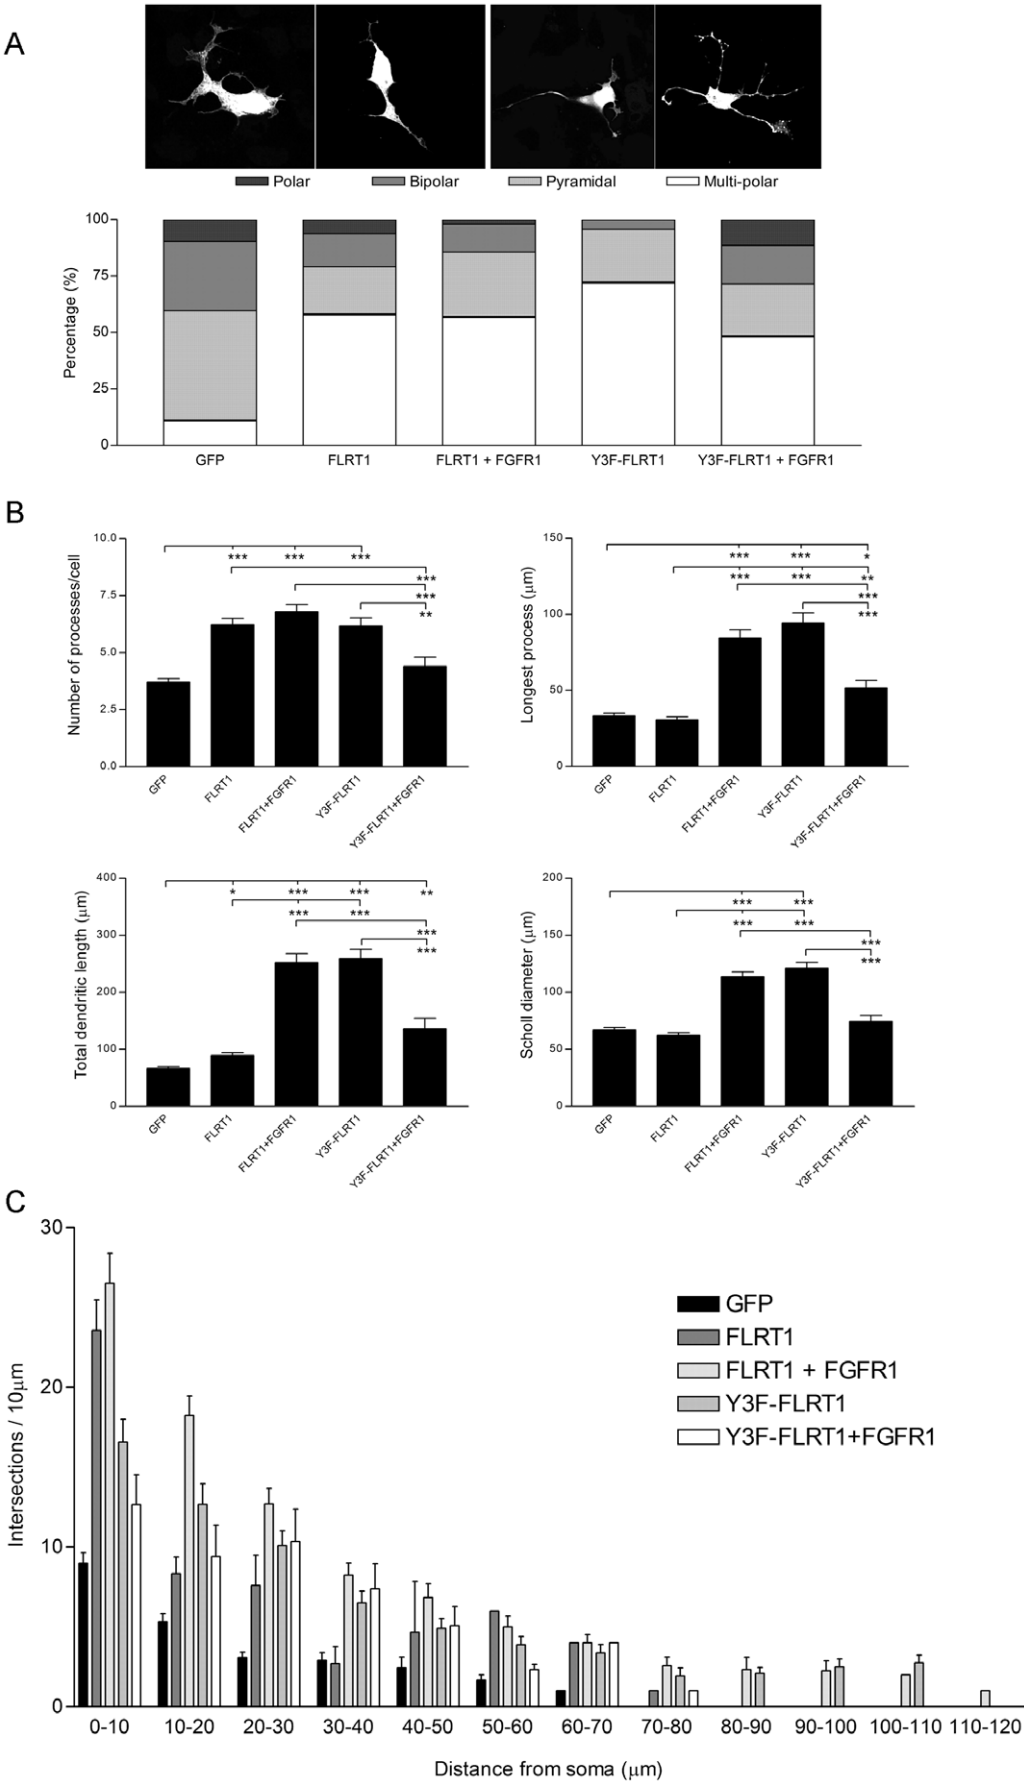 A
Polar Bipolar Pyramidal Multi-polar
Percentage (%)
100
75
50
25
0
GFP FLRT1 FLRT1 + FGFR1 Y3F-FLRT1 Y3F-FLRT1 + FGFR1
B
Number of processes/cell
10.0
7.5
5.0
2.5
0.0
*** *** ***
***
***
**
GFP FLRT1 FLRT1+FGFR1 Y3F-FLRT1 Y3F-FLRT1+FGFR1
Longest process (μm)
150
100
50
0
*** *** *
*** *** **
***
***
GFP FLRT1 FLRT1+FGFR1 Y3F-FLRT1 Y3F-FLRT1+FGFR1
Total dendritic length (μm)
400
300
200
100
0
* *** *** **
*** ***
***
***
GFP FLRT1 FLRT1+FGFR1 Y3F-FLRT1 Y3F-FLRT1+FGFR1
Scholl diameter (μm)
200
150
100
50
0
*** ***
*** ***
***
***
GFP FLRT1 FLRT1+FGFR1 Y3F-FLRT1 Y3F-FLRT1+FGFR1
C
Intersections / 10μm
30
20
10
0
GFP
FLRT1
FLRT1 + FGFR1
Y3F-FLRT1
Y3F-FLRT1+FGFR1
0-10 10-20 20-30 30-40 40-50 50-60 60-70 70-80 80-90 90-100 100-110 110-120
Distance from soma (μm)